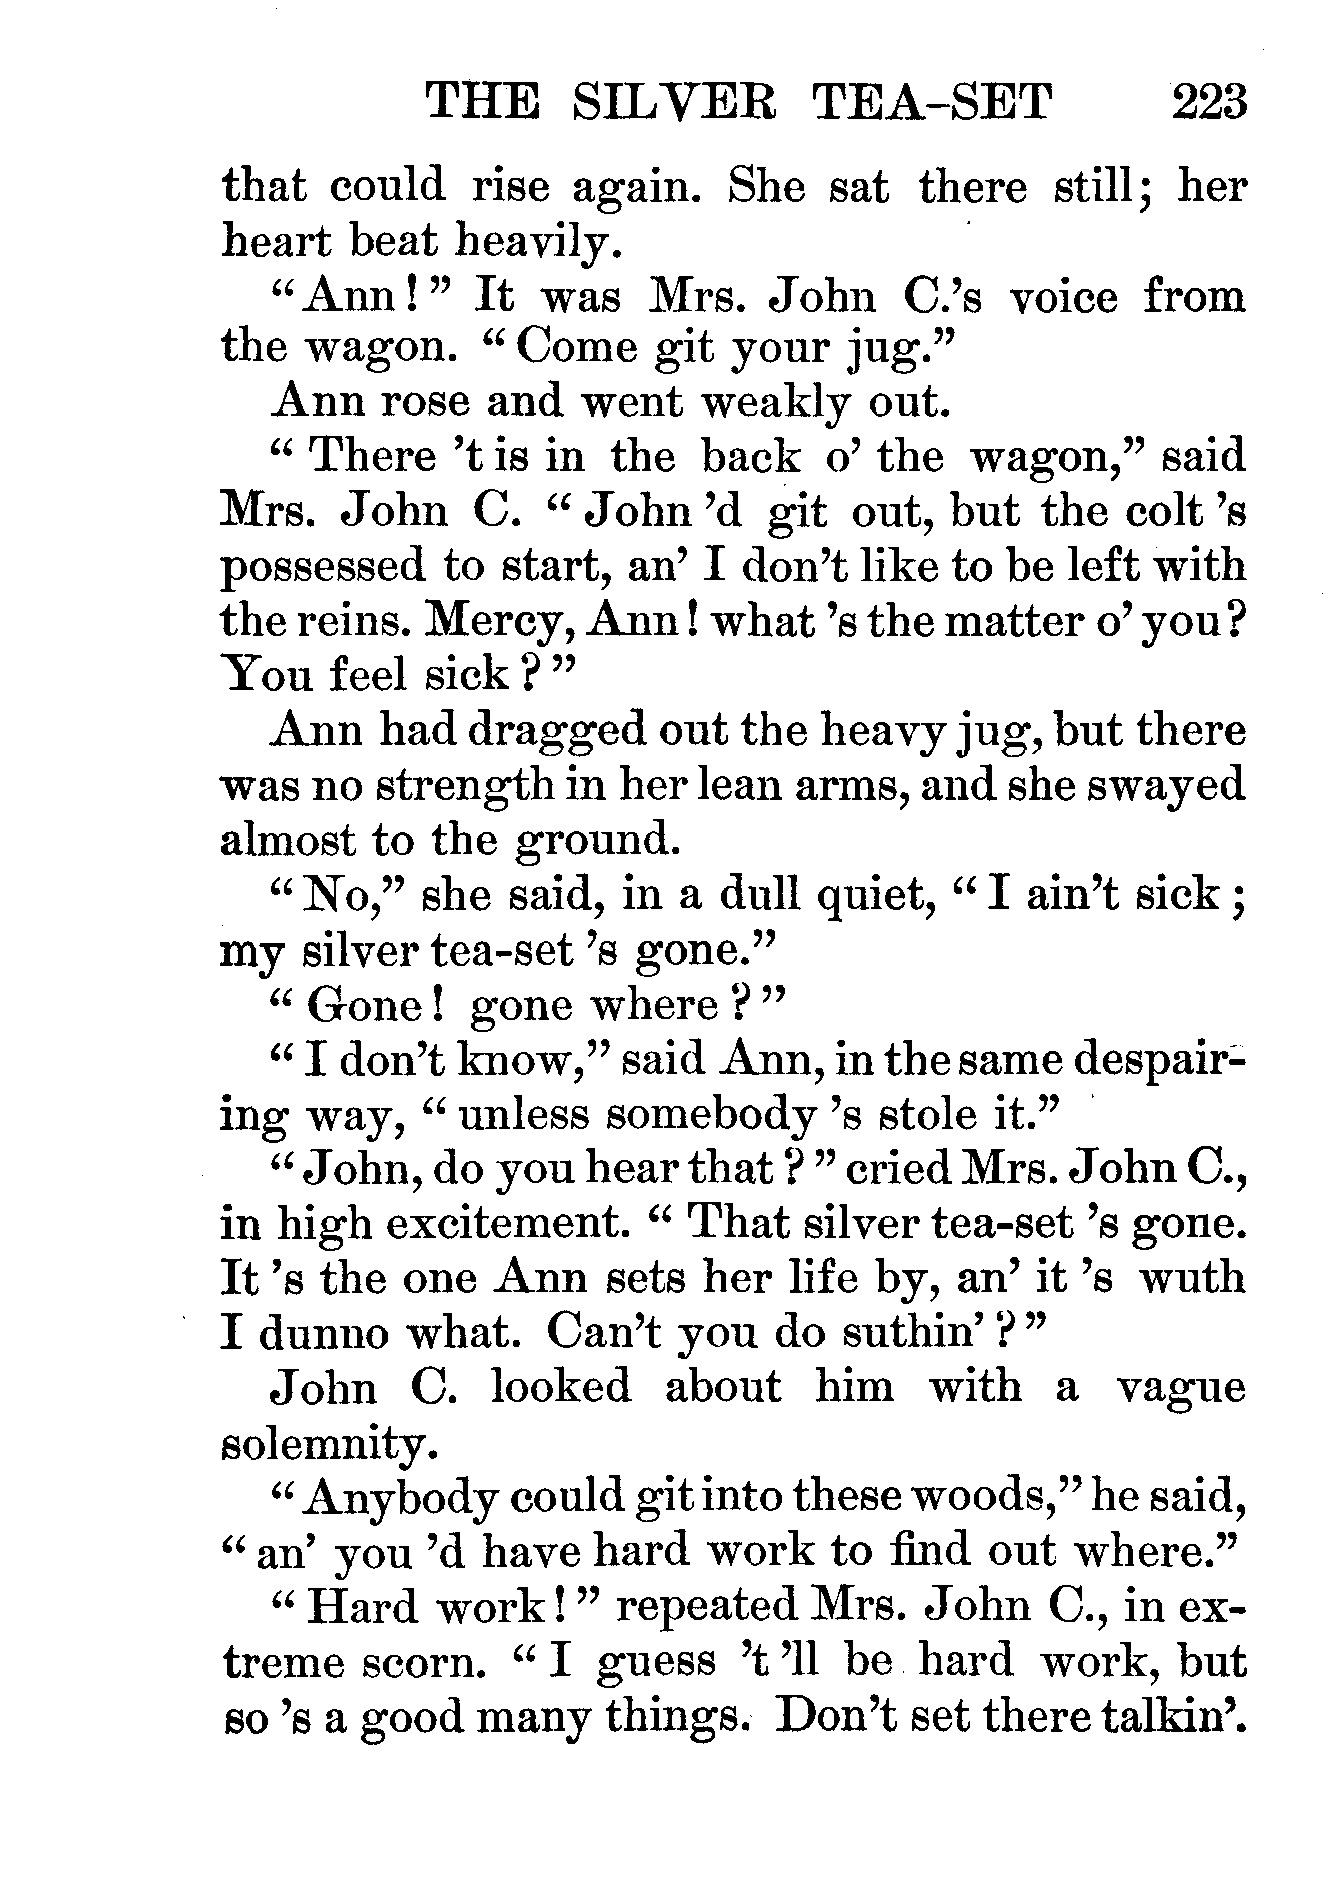 THE SILVER TEA-SET 223
that could rise again. She sat there still; her
heart beat heavily.
“Ann!” It was Mrs. John C.’s voice from
the wagon. “Come git your jug.”
Ann rose and went weakly out.
“There ’t is in the back o’ the wagon,” said
Mrs. John C. “John ’d git out, but the colt ’s
possessed to start, an’ I don’t like to be left with
the reins. Mercy, Ann! what ’s the matter o’ you?
You feel sick?”
Ann had dragged out the heavy jug, but there
was no strength in her lean arms, and she swayed
almost to the ground.
“No,” she said, in a dull quiet, “I ain’t sick;
my silver tea-set ’s gone.”
“Gone! gone where?”
“I don’t know,” said Ann, in the same despair-
ing way, “unless somebody ’s stole it.”
“John, do you hear that?” cried Mrs. John C.,
in high excitement. “That silver tea-set ’s gone.
It ’s the one Ann sets her life by, an’ it ’s wuth
I dunno what. Can’t you do suthin’?”
John C. looked about him with a vague
solemnity.
“Anybody could git into these woods,” he said,
“an’ you ’d have hard work to find out where.”
“Hard work!” repeated Mrs. John C., in ex-
treme scorn. “I guess ’t ’ll be hard work, but
so ’s a good many things. Don’t set there talkin’.